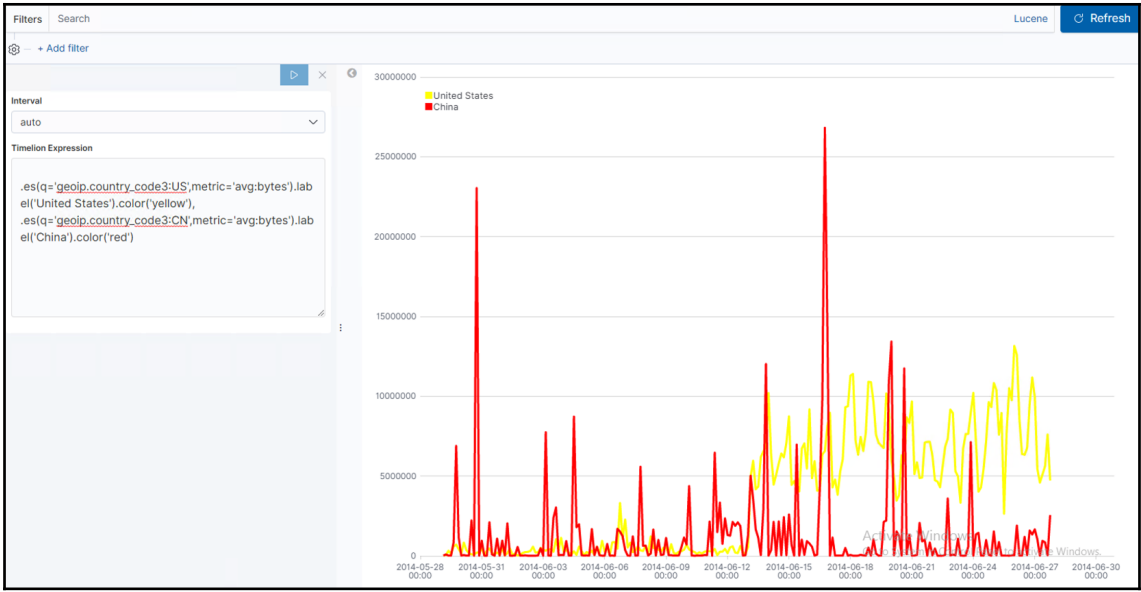 Filters Search Lucene Refresh
+ Add filter
Interval
auto
Timelion Expression
.es(q='geoip.country_code3:US',metric='avg:bytes').lab
el('United States').color('yellow'),
.es(q='geoip.country_code3:CN',metric='avg:bytes').lab
el('China').color('red')
30000000
United States
China
25000000
20000000
15000000
10000000
5000000
0
2014-05-28 2014-05-31 2014-06-03 2014-06-06 2014-06-09 2014-06-12 2014-06-15 2014-06-18 2014-06-21 2014-06-24 2014-06-27 2014-06-30
00:00 00:00 00:00 00:00 00:00 00:00 00:00 00:00 00:00 00:00 00:00 00:00
Activate Windows
Windows.